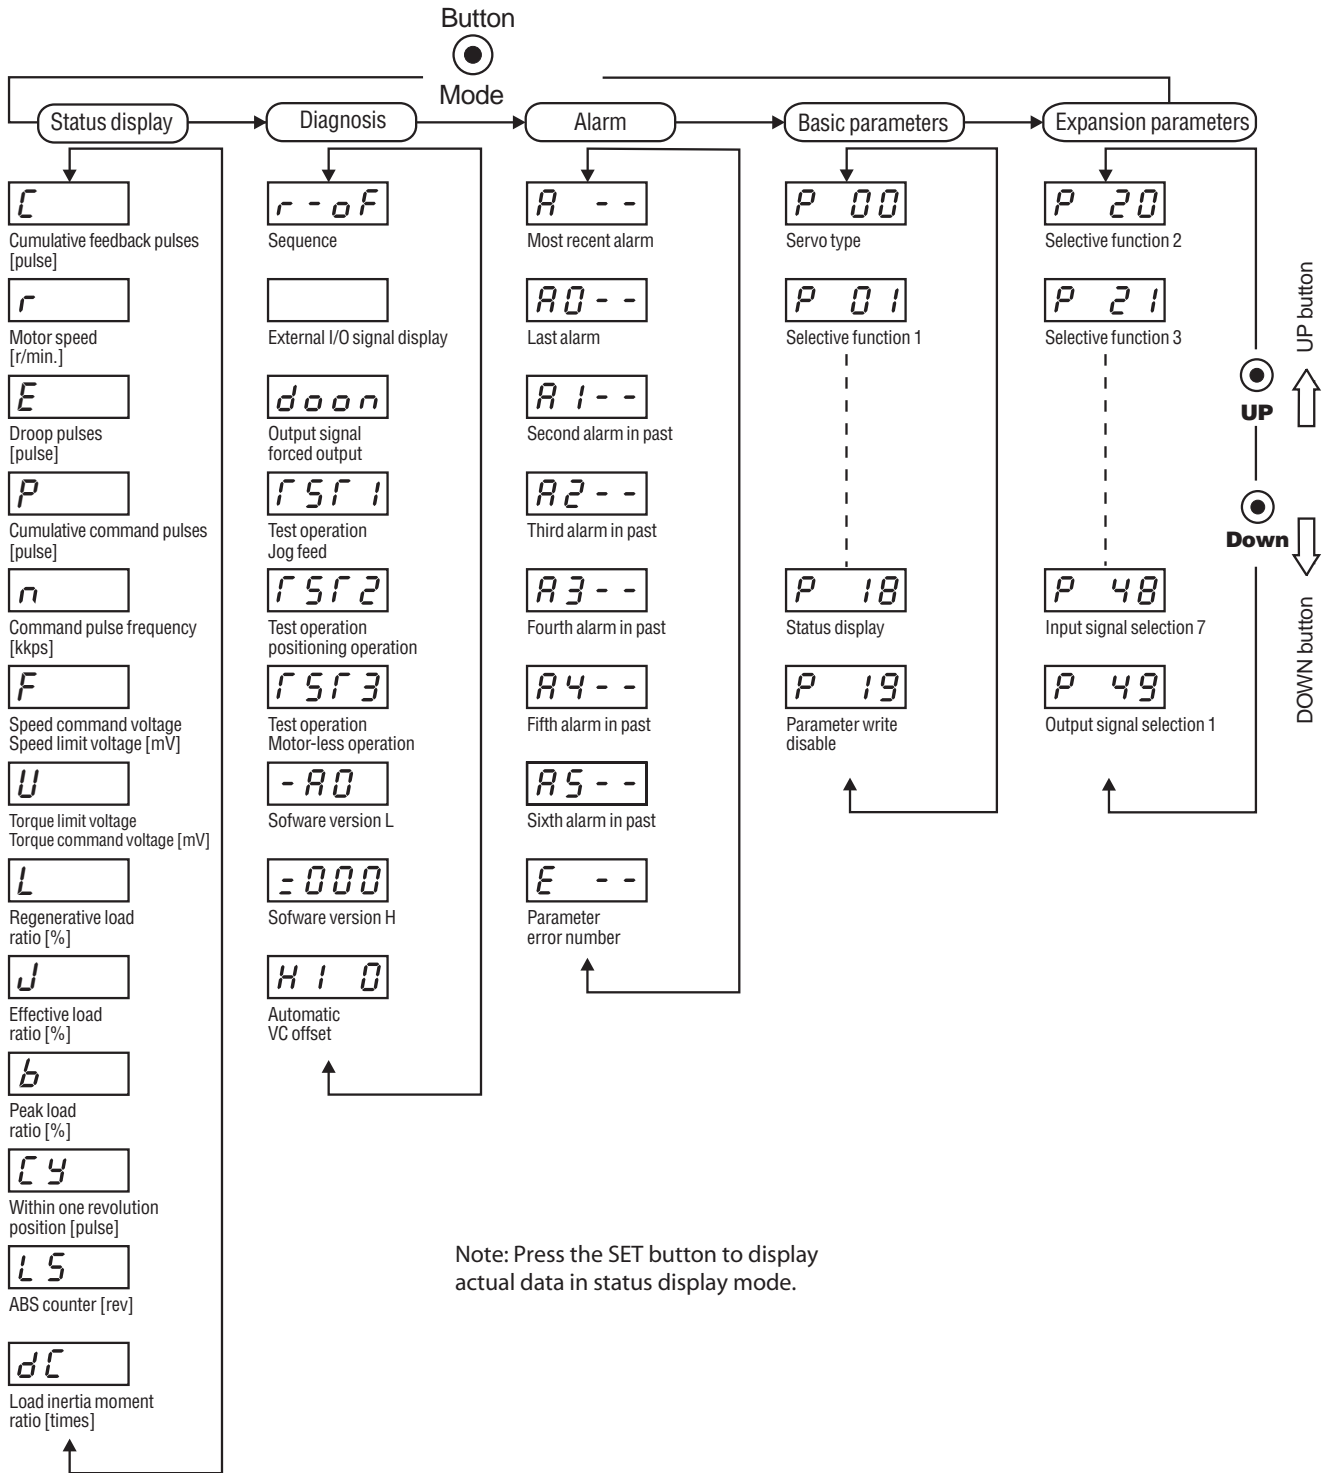 Button
Mode
Status display
Diagnosis
Alarm
Basic parameters
Expansion parameters
C
Cumulative feedback pulses
[pulse]
r
Motor speed
[r/min.]
E
Droop pulses
[pulse]
P
Cumulative command pulses
[pulse]
n
Command pulse frequency
[kkps]
F
Speed command voltage
Speed limit voltage [mV]
U
Torque limit voltage
Torque command voltage [mV]
L
Regenerative load
ratio [%]
J
Effective load
ratio [%]
b
Peak load
ratio [%]
Cy
Within one revolution
position [pulse]
LS
ABS counter [rev]
dC
Load inertia moment
ratio [times]
r-oF
Sequence
External I/O signal display
doon
Output signal
forced output
TST1
Test operation
Jog feed
TST2
Test operation
positioning operation
TST3
Test operation
Motor-less operation
-A0
Sofware version L
=000
Sofware version H
H1 0
Automatic
VC offset
A --
Most recent alarm
A0--
Last alarm
A1--
Second alarm in past
A2--
Third alarm in past
A3--
Fourth alarm in past
A4--
Fifth alarm in past
A5--
Sixth alarm in past
E --
Parameter
error number
P 00
Servo type
P 01
Selective function 1
P 18
Status display
P 19
Parameter write
disable
P 20
Selective function 2
P 21
Selective function 3
P 48
Input signal selection 7
P 49
Output signal selection 1
UP
UP button
Down
DOWN button
Note: Press the SET button to display
actual data in status display mode.